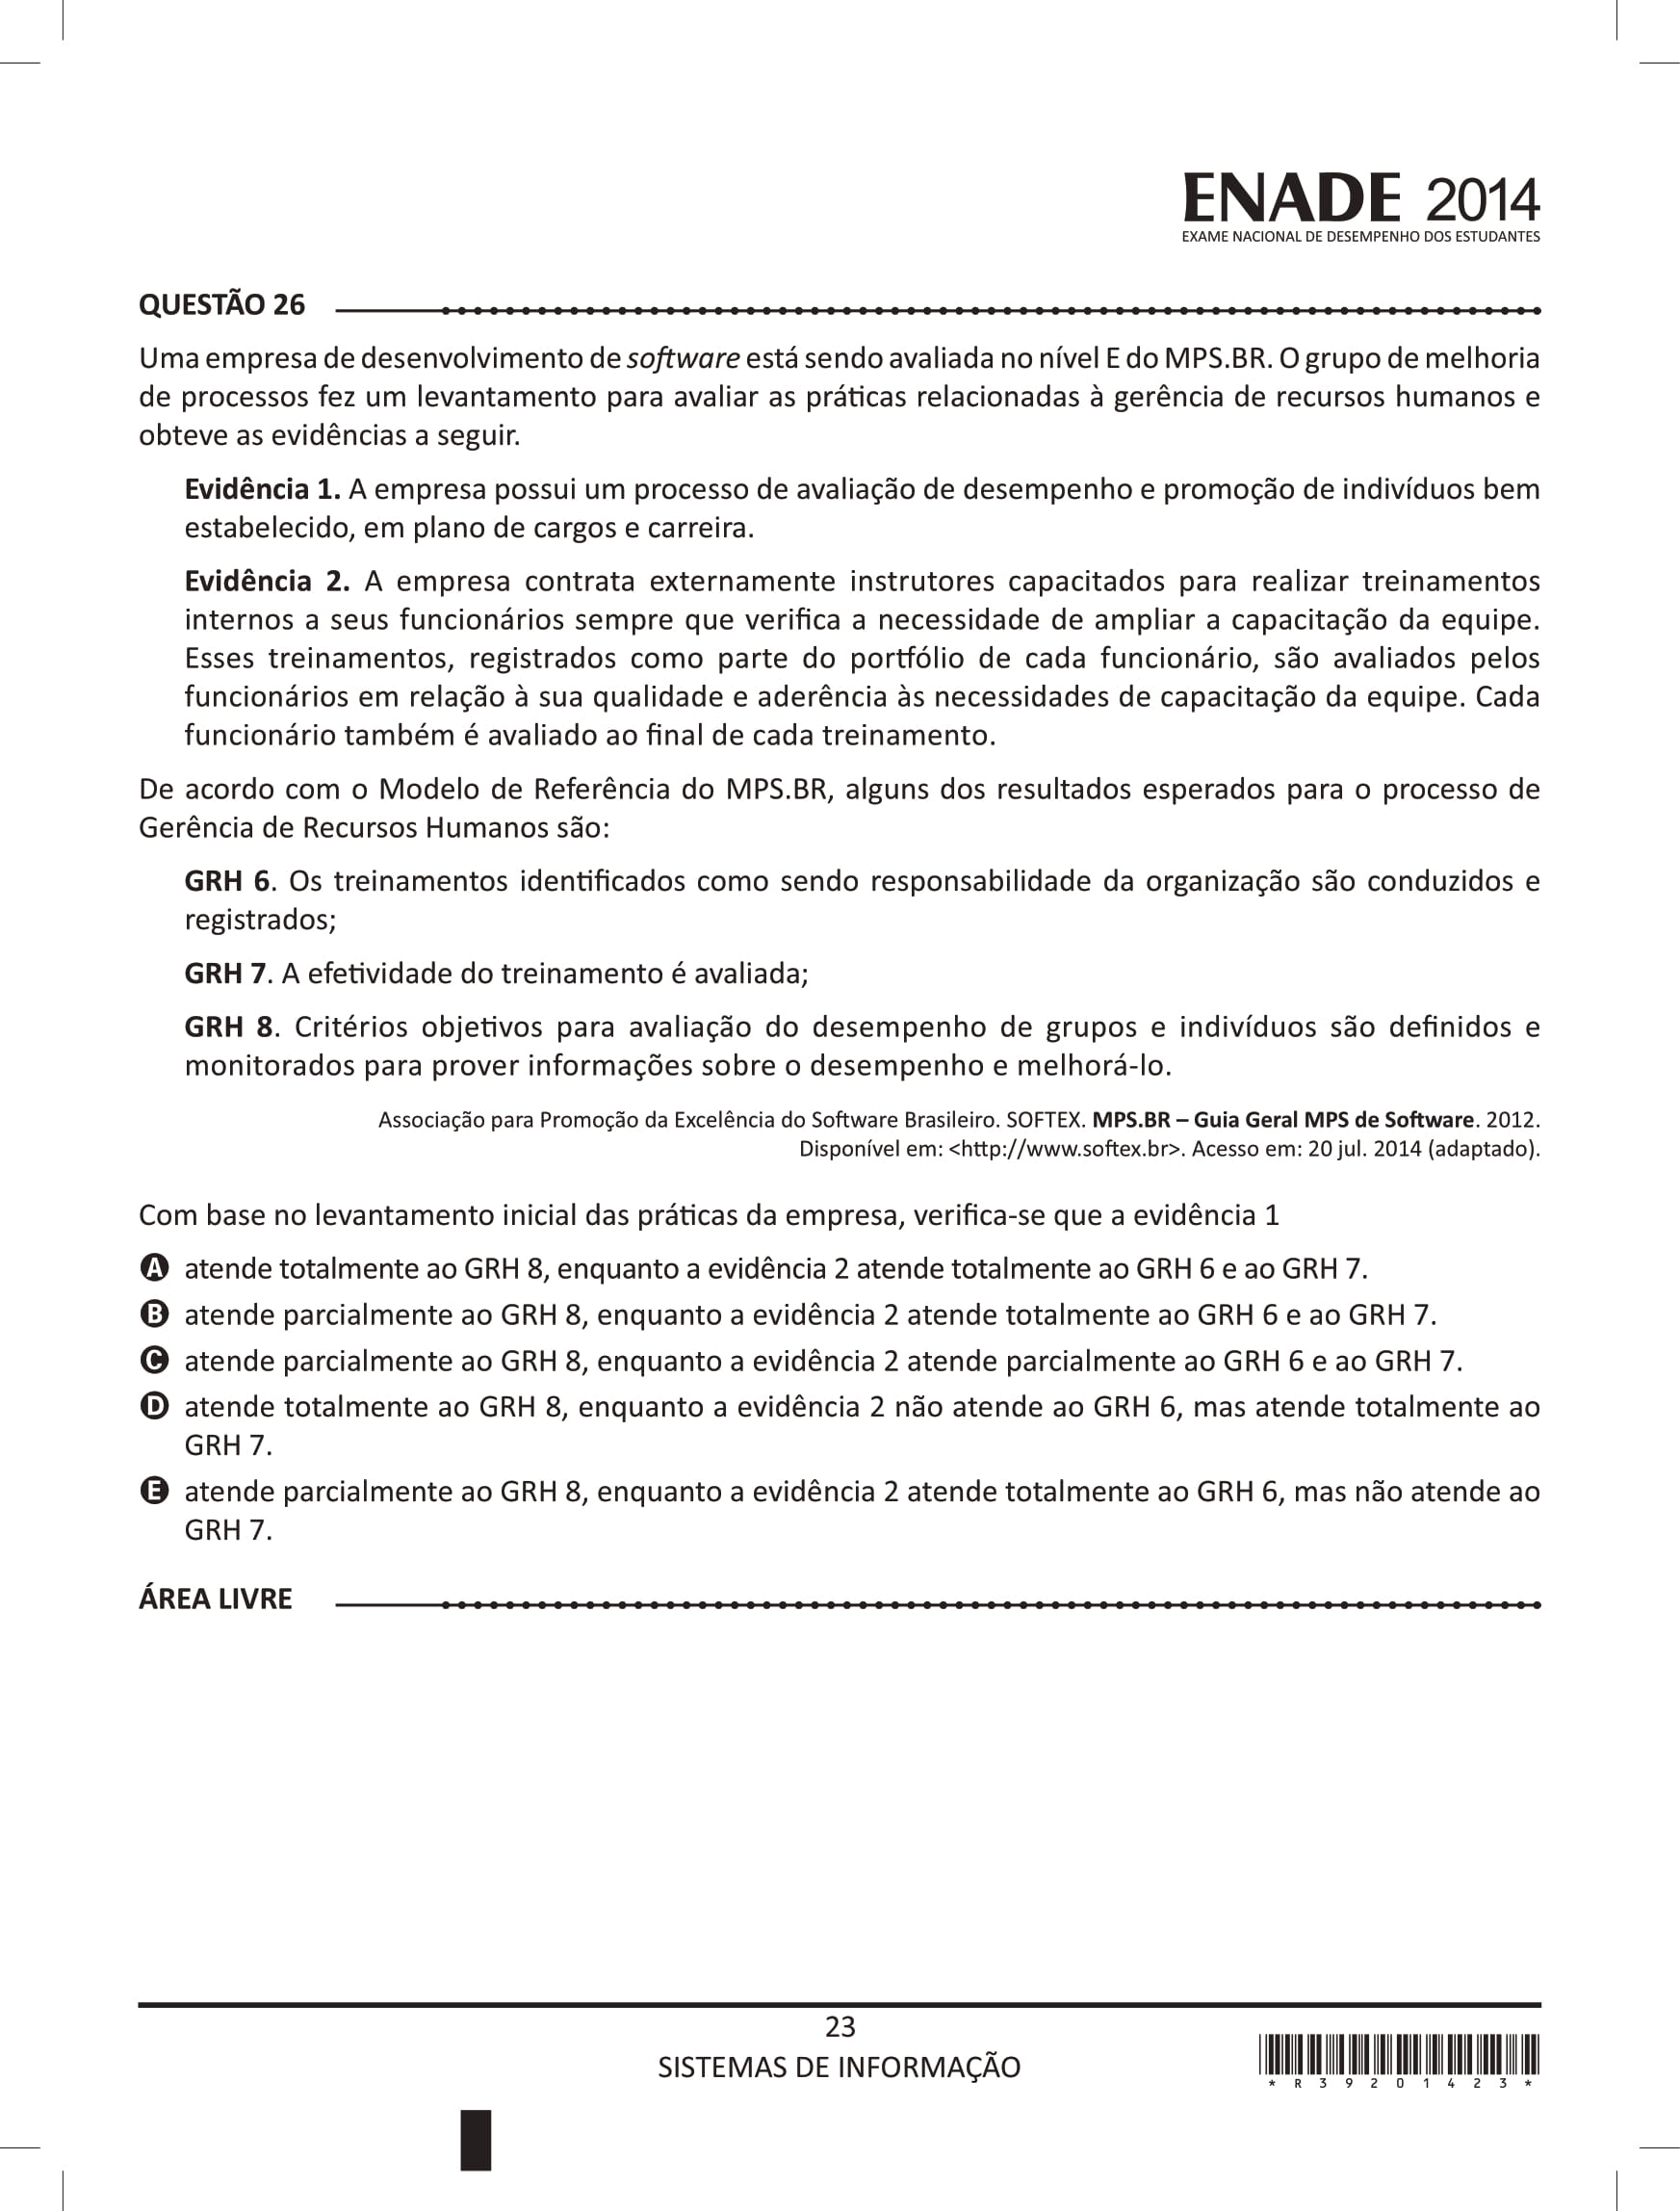 ENADE 2014
EXAME NACIONAL DE DESEMPENHO DOS ESTUDANTES
QUESTÃO 26
Uma empresa de desenvolvimento de software está sendo avaliada no nível E do MPS.BR. O grupo de melhoria
de processos fez um levantamento para avaliar as práticas relacionadas à gerência de recursos humanos e
obteve as evidências a seguir.
Evidência 1. A empresa possui um processo de avaliação de desempenho e promoção de indivíduos bem
estabelecido, em plano de cargos e carreira.
Evidência 2. A empresa contrata externamente instrutores capacitados para realizar treinamentos
internos a seus funcionários sempre que verifica a necessidade de ampliar a capacitação da equipe.
Esses treinamentos, registrados como parte do portfólio de cada funcionário, são avaliados pelos
funcionários em relação à sua qualidade e aderência às necessidades de capacitação da equipe. Cada
funcionário também é avaliado ao final de cada treinamento.
De acordo com o Modelo de Referência do MPS.BR, alguns dos resultados esperados para o processo de
Gerência de Recursos Humanos são:
GRH 6. Os treinamentos identificados como sendo responsabilidade da organização são conduzidos e
registrados;
GRH 7. A efetividade do treinamento é avaliada;
GRH 8. Critérios objetivos para avaliação do desempenho de grupos e indivíduos são definidos e
monitorados para prover informações sobre o desempenho e melhorá-lo.
Associação para Promoção da Excelência do Software Brasileiro. SOFTEX. MPS.BR – Guia Geral MPS de Software. 2012.
Disponível em: <http://www.softex.br>. Acesso em: 20 jul. 2014 (adaptado).
Com base no levantamento inicial das práticas da empresa, verifica-se que a evidência 1
A atende totalmente ao GRH 8, enquanto a evidência 2 atende totalmente ao GRH 6 e ao GRH 7.
B atende parcialmente ao GRH 8, enquanto a evidência 2 atende totalmente ao GRH 6 e ao GRH 7.
C atende parcialmente ao GRH 8, enquanto a evidência 2 atende parcialmente ao GRH 6 e ao GRH 7.
D atende totalmente ao GRH 8, enquanto a evidência 2 não atende ao GRH 6, mas atende totalmente ao
GRH 7.
E atende parcialmente ao GRH 8, enquanto a evidência 2 atende totalmente ao GRH 6, mas não atende ao
GRH 7.
ÁREA LIVRE
23
SISTEMAS DE INFORMAÇÃO
* R 3 9 2 0 1 4 2 3 *